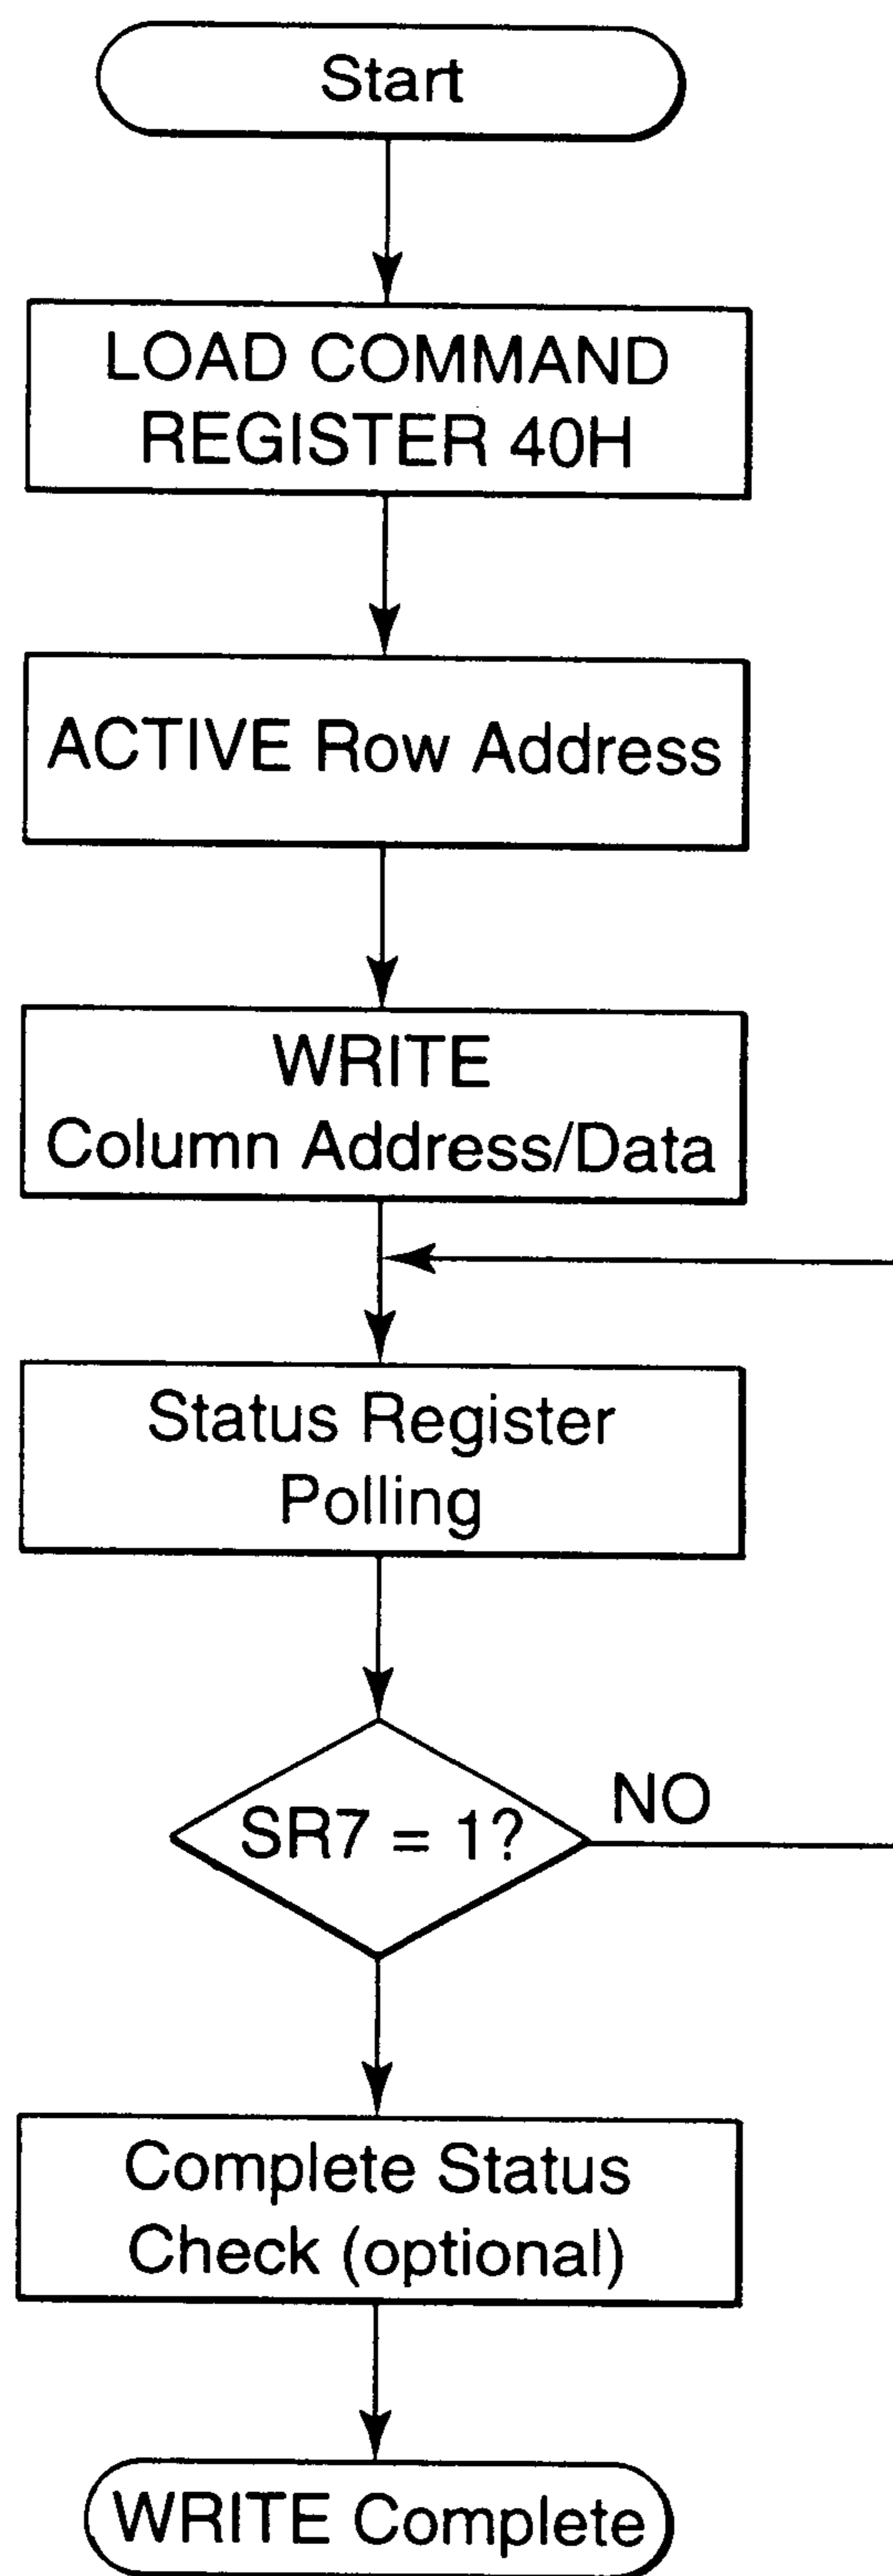 Start
LOAD COMMAND
REGISTER 40H
ACTIVE Row Address
WRITE
Column Address/Data
Status Register
Polling
SR7 = 1?
NO
Complete Status
Check (optional)
WRITE Complete